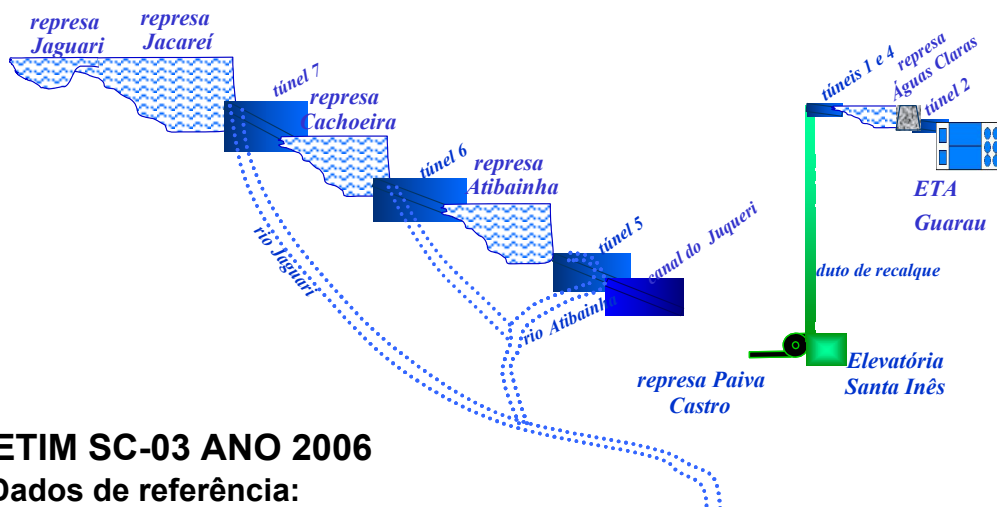 represa
Jaguari
represa
Jacareí
túnel 7
represa
Cachoeira
túnel 6
represa
Atibainha
túnel 5
canal do Juqueri
rio Jaguari
rio Atibainha
túneis 1 e 4
represa
Águas Claras
túnel 2
ETA
Guarau
duto de recalque
Elevatória
Santa Inês
represa Paiva
Castro
ETIM SC-03 ANO 2006
Dados de referência: